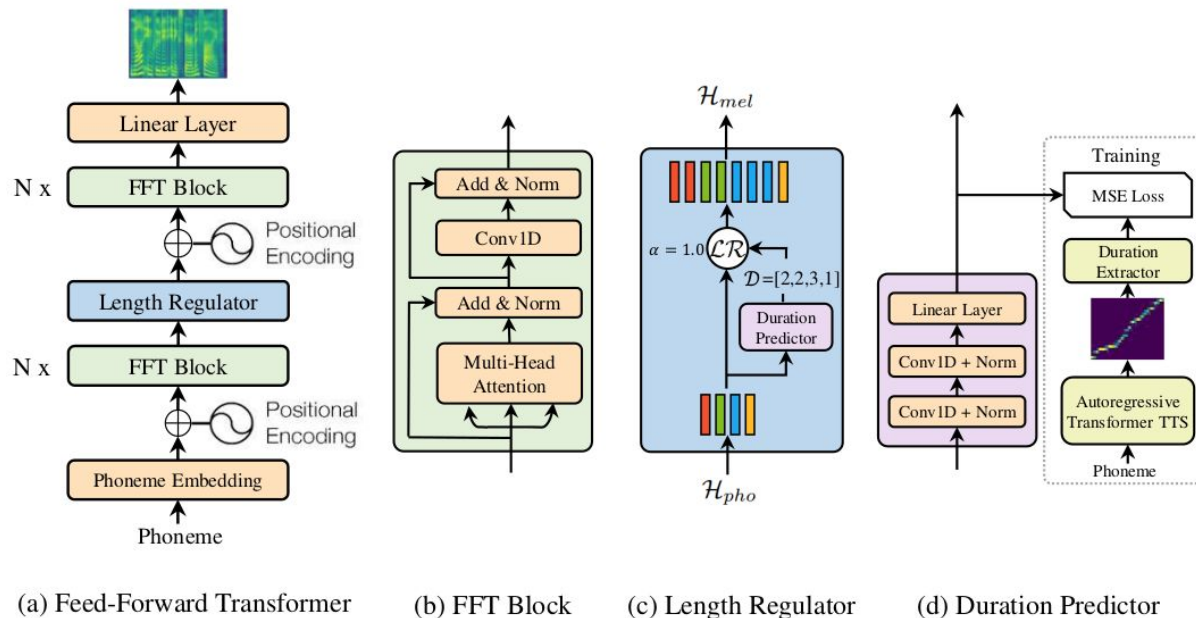 Linear Layer
N x
FFT Block
Positional
Encoding
Length Regulator
N x
FFT Block
Positional
Encoding
Phoneme Embedding
Phoneme
(a) Feed-Forward Transformer
Add & Norm
Conv1D
Add & Norm
Multi-Head
Attention
(b) FFT Block
ℋmel
α = 1.0
ℒℛ
𝒟=[2,2,3,1]
Duration
Predictor
ℋpho
(c) Length Regulator
Linear Layer
Conv1D + Norm
Conv1D + Norm
Training
MSE Loss
Duration
Extractor
Autoregressive
Transformer TTS
Phoneme
(d) Duration Predictor